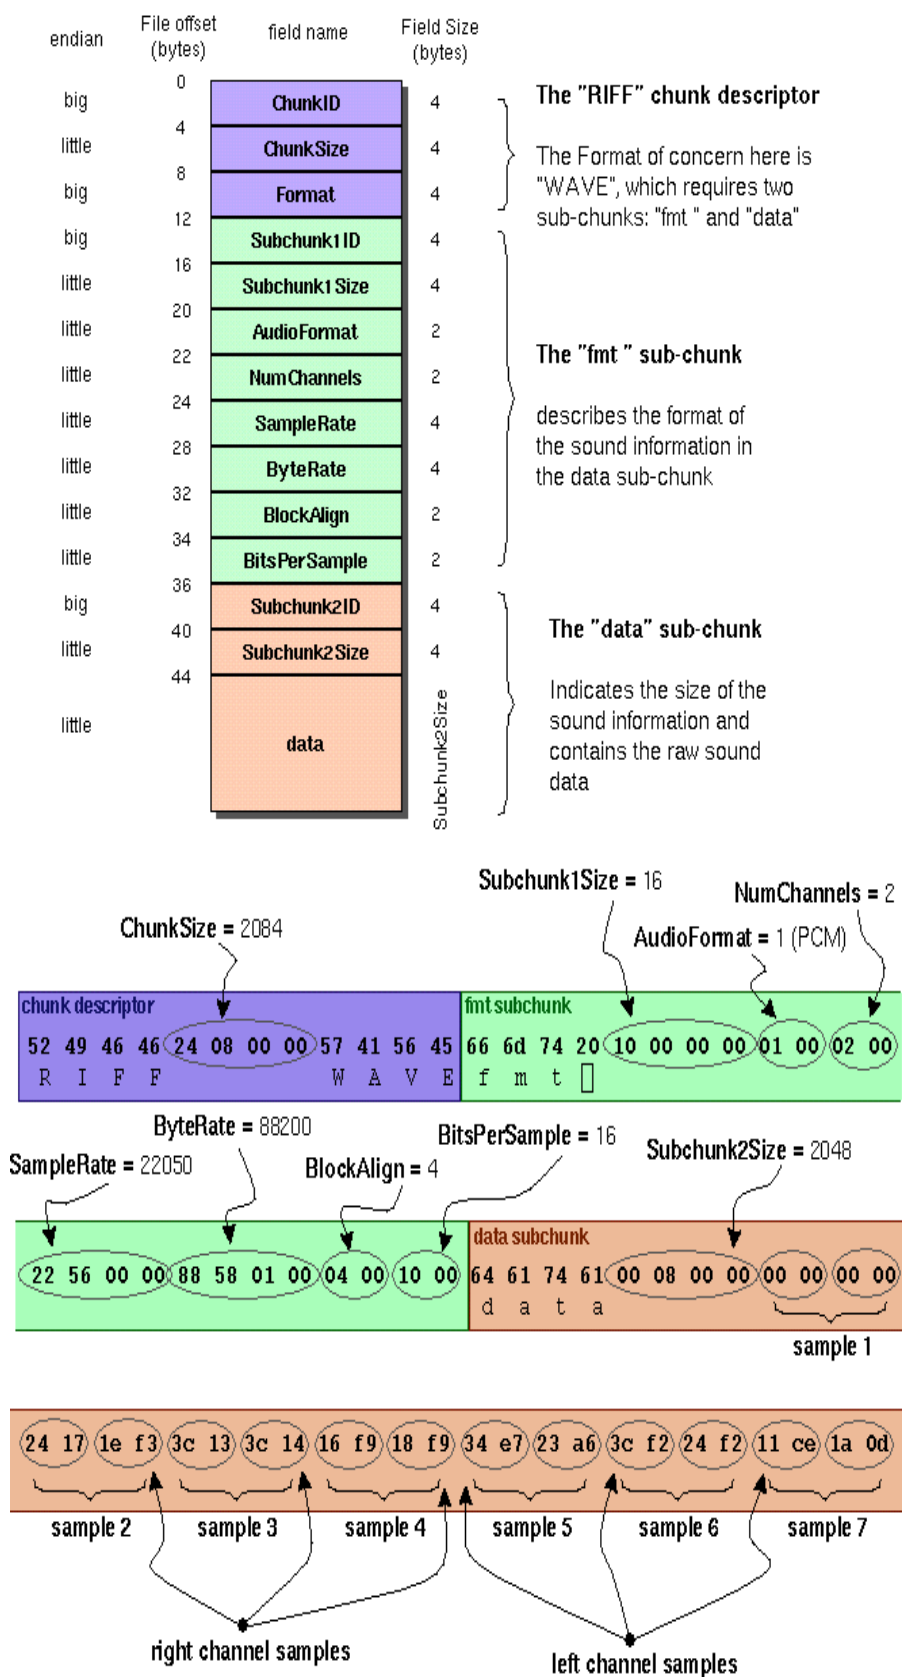 endian File offset (bytes) field name Field Size (bytes)
0
big ChunkID 4
4
little ChunkSize 4
8
big Format 4
12
big Subchunk1ID 4
16
little Subchunk1Size 4
20
little AudioFormat 2
22
little NumChannels 2
24
little SampleRate 4
28
little ByteRate 4
32
little BlockAlign 2
34
little BitsPerSample 2
36
big Subchunk2ID 4
40
little Subchunk2Size 4
44
little data Subchunk2Size
The "RIFF" chunk descriptor
The Format of concern here is
"WAVE", which requires two
sub-chunks: "fmt " and "data"
The "fmt " sub-chunk
describes the format of
the sound information in
the data sub-chunk
The "data" sub-chunk
Indicates the size of the
sound information and
contains the raw sound
data
Subchunk1Size = 16
NumChannels = 2
ChunkSize = 2084
AudioFormat = 1 (PCM)
chunk descriptor fmt subchunk
52 49 46 46 24 08 00 00 57 41 56 45 66 6d 74 20 10 00 00 00 01 00 02 00
R I F F W A V E f m t
ByteRate = 88200
BitsPerSample = 16
SampleRate = 22050
BlockAlign = 4
Subchunk2Size = 2048
data subchunk
22 56 00 00 88 58 01 00 04 00 10 00 64 61 74 61 00 08 00 00 00 00 00 00
d a t a
sample 1
24 17 1e f3 3c 13 3c 14 16 f9 18 f9 34 e7 23 a6 3c f2 24 f2 11 ce 1a 0d
sample 2 sample 3 sample 4 sample 5 sample 6 sample 7
right channel samples
left channel samples